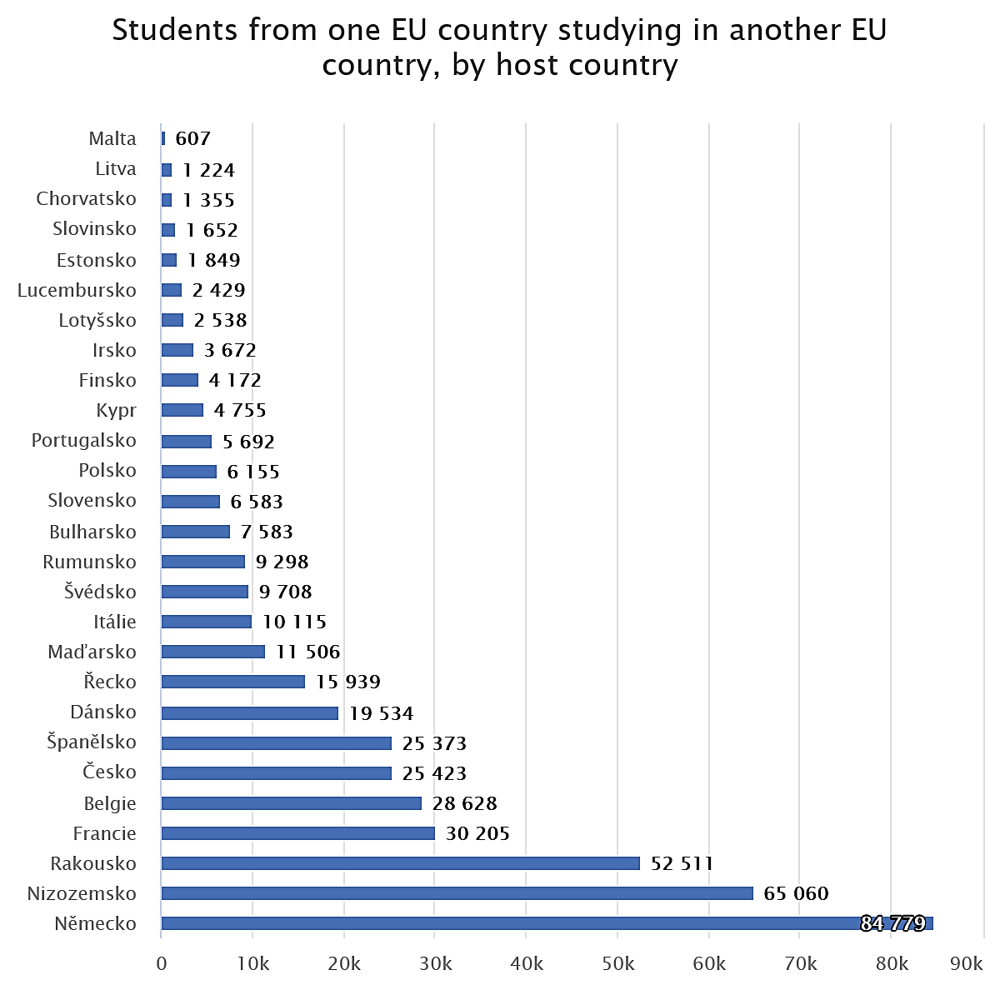 Students from one EU country studying in another EU
country, by host country
Malta 607
Litva 1 224
Chorvatsko 1 355
Slovinsko 1 652
Estonsko 1 849
Lucembursko 2 429
Lotyšsko 2 538
Irsko 3 672
Finsko 4 172
Kypr 4 755
Portugalsko 5 692
Polsko 6 155
Slovensko 6 583
Bulharsko 7 583
Rumunsko 9 298
Švédsko 9 708
Itálie 10 115
Maďarsko 11 506
Řecko 15 939
Dánsko 19 534
Španělsko 25 373
Česko 25 423
Belgie 28 628
Francie 30 205
Rakousko 52 511
Nizozemsko 65 060
Německo 84 779
0 10k 20k 30k 40k 50k 60k 70k 80k 90k